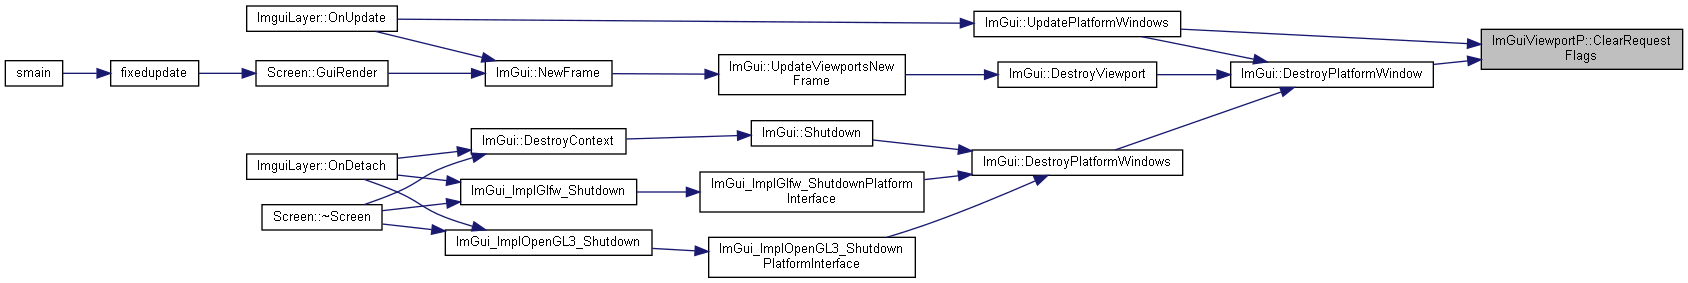 ImguiLayer::OnUpdate
ImGui::UpdatePlatformWindows
ImGuiViewportP::ClearRequest
Flags
smain
fixedupdate
Screen::GuiRender
ImGui::NewFrame
ImGui::UpdateViewportsNew
Frame
ImGui::DestroyViewport
ImGui::DestroyPlatformWindow
ImguiLayer::OnDetach
ImGui::DestroyContext
ImGui::Shutdown
ImGui::DestroyPlatformWindows
ImGui_ImplGlfw_Shutdown
ImGui_ImplGlfw_ShutdownPlatform
Interface
Screen::~Screen
ImGui_ImplOpenGL3_Shutdown
ImGui_ImplOpenGL3_Shutdown
PlatformInterface